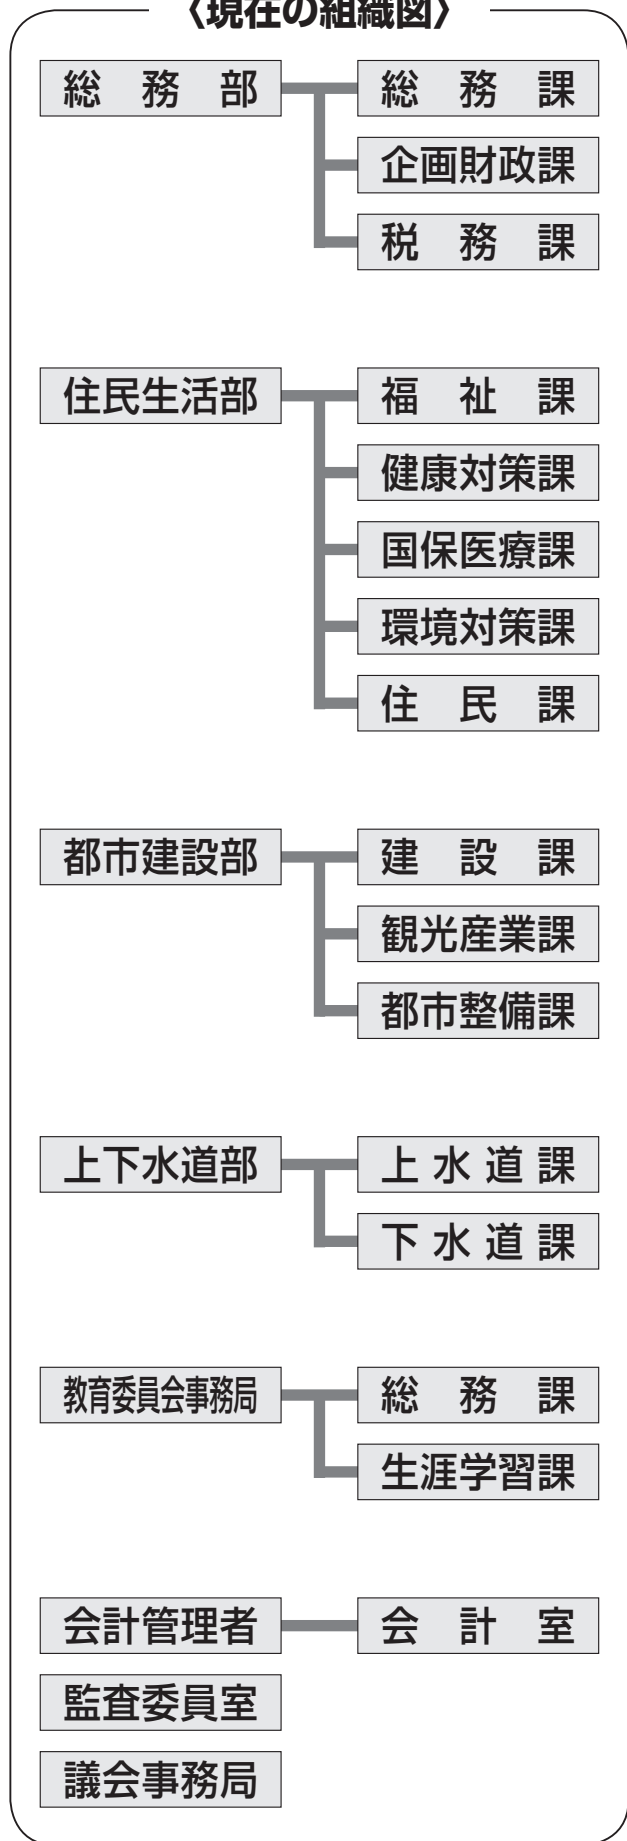 〈現在の組織図〉
総務部 総務課
企画財政課
税務課
住民生活部 福祉課
健康対策課
国保医療課
環境対策課
住民課
都市建設部 建設課
観光産業課
都市整備課
上下水道部 上水道課
下水道課
教育委員会事務局 総務課
生涯学習課
会計管理者 会計室
監査委員室
議会事務局